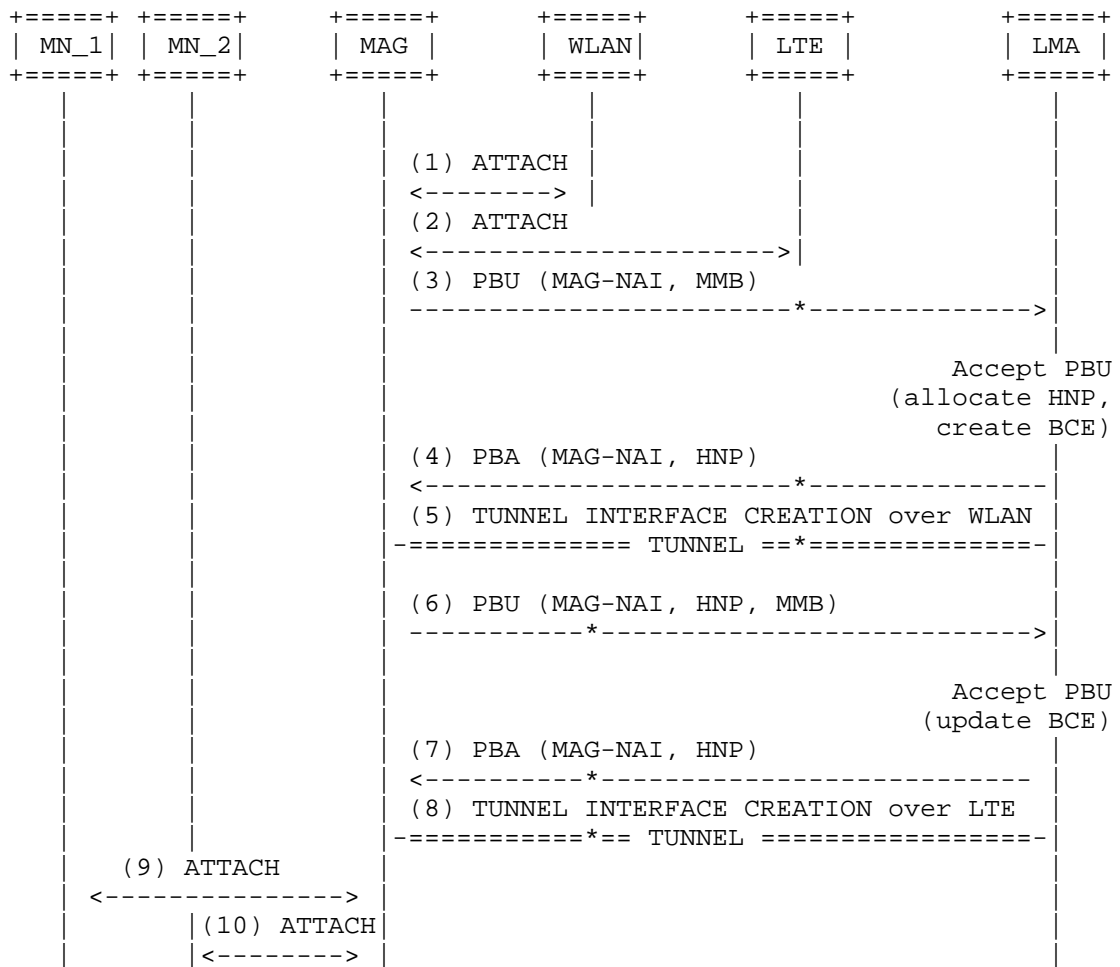 MN_1 MN_2 MAG WLAN LTE LMA
(1) ATTACH
(2) ATTACH
(3) PBU (MAG-NAI, MMB)
Accept PBU
(allocate HNP,
create BCE)
(4) PBA (MAG-NAI, HNP)
(5) TUNNEL INTERFACE CREATION over WLAN
TUNNEL
(6) PBU (MAG-NAI, HNP, MMB)
Accept PBU
(update BCE)
(7) PBA (MAG-NAI, HNP)
(8) TUNNEL INTERFACE CREATION over LTE
TUNNEL
(9) ATTACH
(10) ATTACH